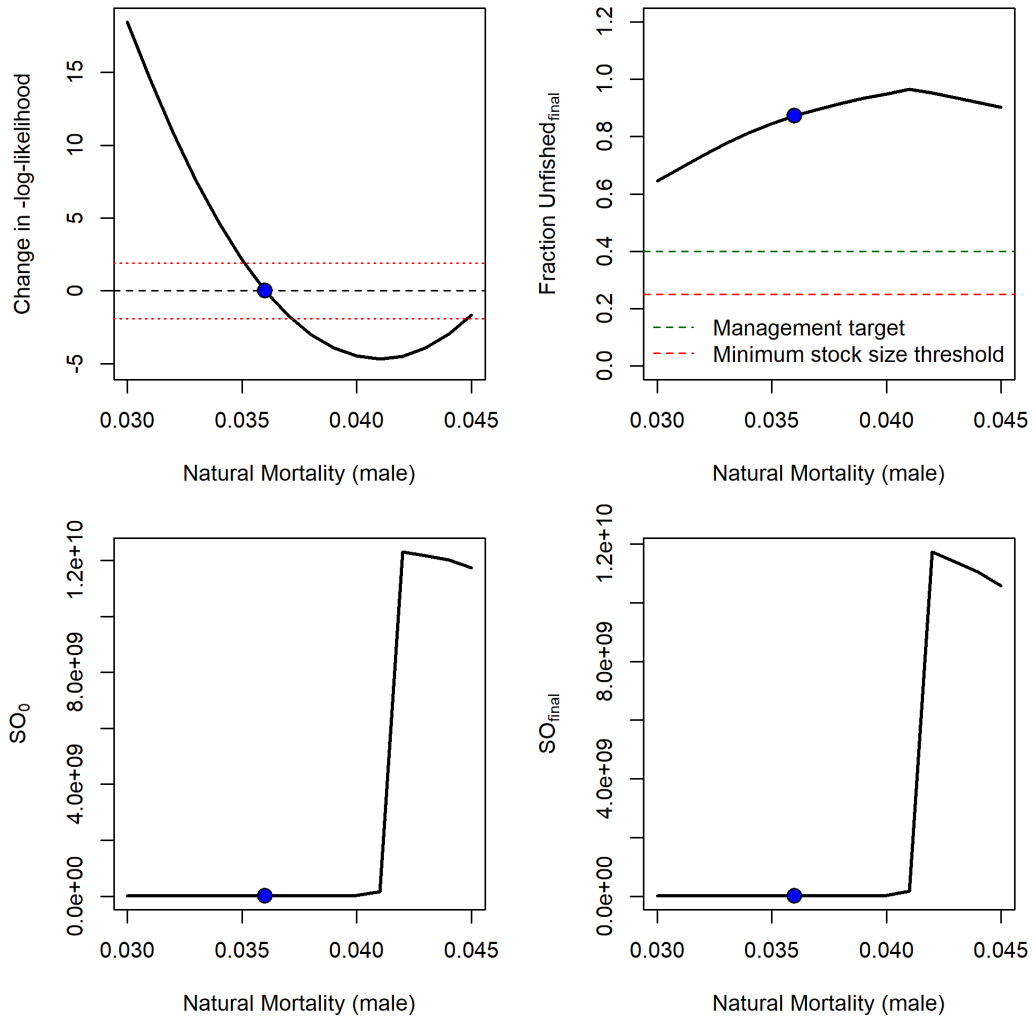 Change in -log-likelihood
15
10
5
0
-5
0.030
0.035
0.040
0.045
Natural Mortality (male)
Fraction Unfished_final
1.2
1.0
0.8
0.6
0.4
0.2
0.0
Management target
Minimum stock size threshold
0.030
0.035
0.040
0.045
Natural Mortality (male)
SO_0
1.2e+10
8.0e+09
4.0e+09
0.0e+00
0.030
0.035
0.040
0.045
Natural Mortality (male)
SO_final
1.2e+10
8.0e+09
4.0e+09
0.0e+00
0.030
0.035
0.040
0.045
Natural Mortality (male)